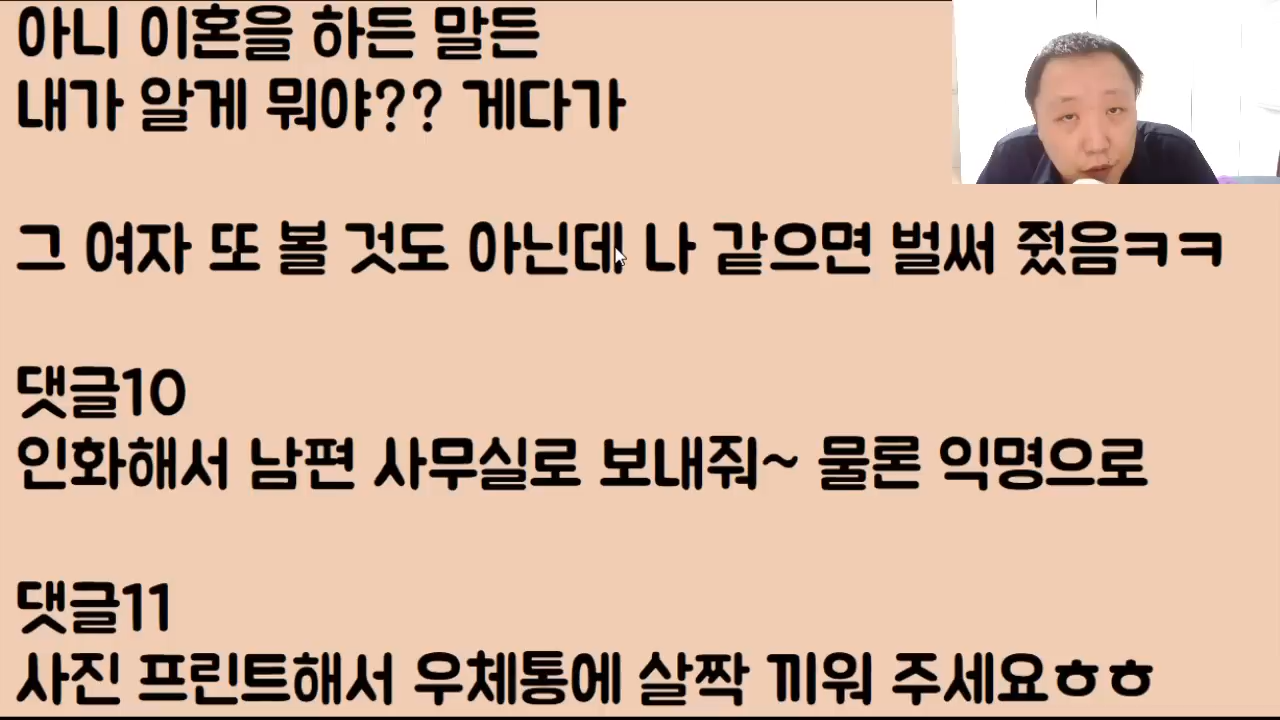 아니 이혼을 하든 말든
내가 알게 뭐야?? 게다가
그 여자 또 볼 것도 아닌데 나 같으면 벌써 줬음ㅋㅋ
댓글10
인화해서 남편 사무실로 보내줘~ 물론 익명으로
댓글11
사진 프린트해서 우체통에 살짝 끼워 주세요ㅎㅎ